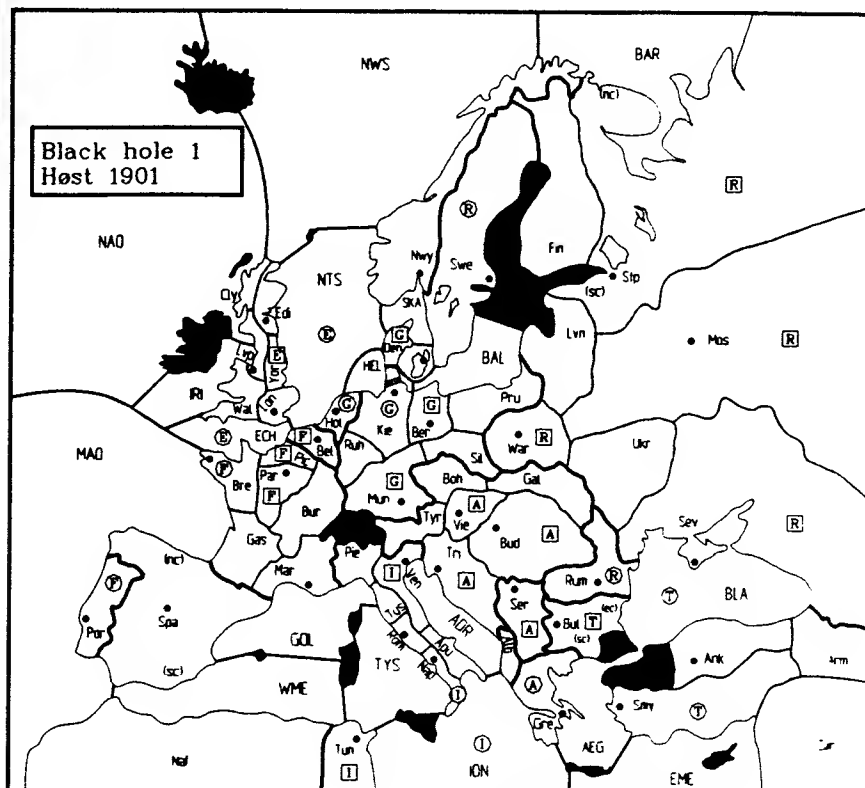 NWS
BAR
(nc)
Black hole 1
Høst 1901
R
R
NAO
Nwy
Fin
NTS
Swe
Stp
(sc)
Cly
SKA
Edi
Lvn
Mos
R
E
G
Den
E
Yor
BAL
HEL
IRI
Pru
G
G
G
Wal
Lon
Hol
Kie
Ber
War
R
Ukr
ECH
E
F
Bel
Ruh
MAO
F
Pic
Sil
F
Par
Gal
Bre
G
Boh
F
Mun
A
Bur
Tyr
Vie
Sev
A
R
Bud
Gas
(nc)
Pie
Tri
Ven
I
Rum
R
Mar
A
BLA
T
F
Ser
Tus
ADR
T
(ec)
Spa
Bul
Por
A
(sc)
Rom
Apu
Alb
GOL
Ank
Arm
TYS
(sc)
Nap
A
WME
I
Smy
T
Gre
Tun
I
AEG
I
ION
EME